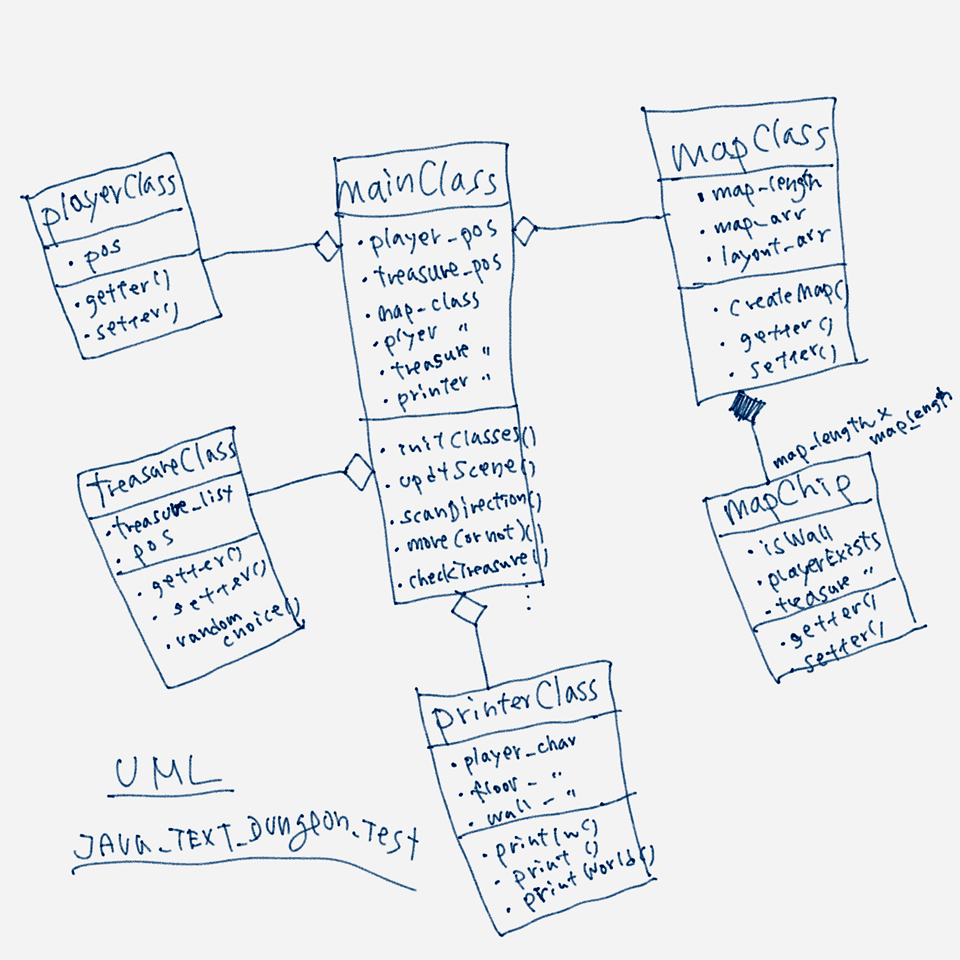 playerClass
・pos
・getter()
・setter()
mainClass
・player_pos
・treasure_pos
・map_class
・plyer 〃
・treasure 〃
・printer 〃
・initClasses()
・updtScene()
・scanDirection()
・move(or not)()
・checkTreasure()
mapClass
・map_length
・map_arr
・layout_arr
・createMap()
・getter()
・setter()
map_length ×
map_length
mapChip
・isWall
・playerExists
・treasure 〃
・getter()
・setter()
treasureClass
・treasure_list
・pos
・getter()
・setter()
・random
choice()
printerClass
・player_char
・floor_ 〃
・wall_ 〃
・println()
・print()
・printWorld()
UML
JAVA_TEXT_Dungeon_Test